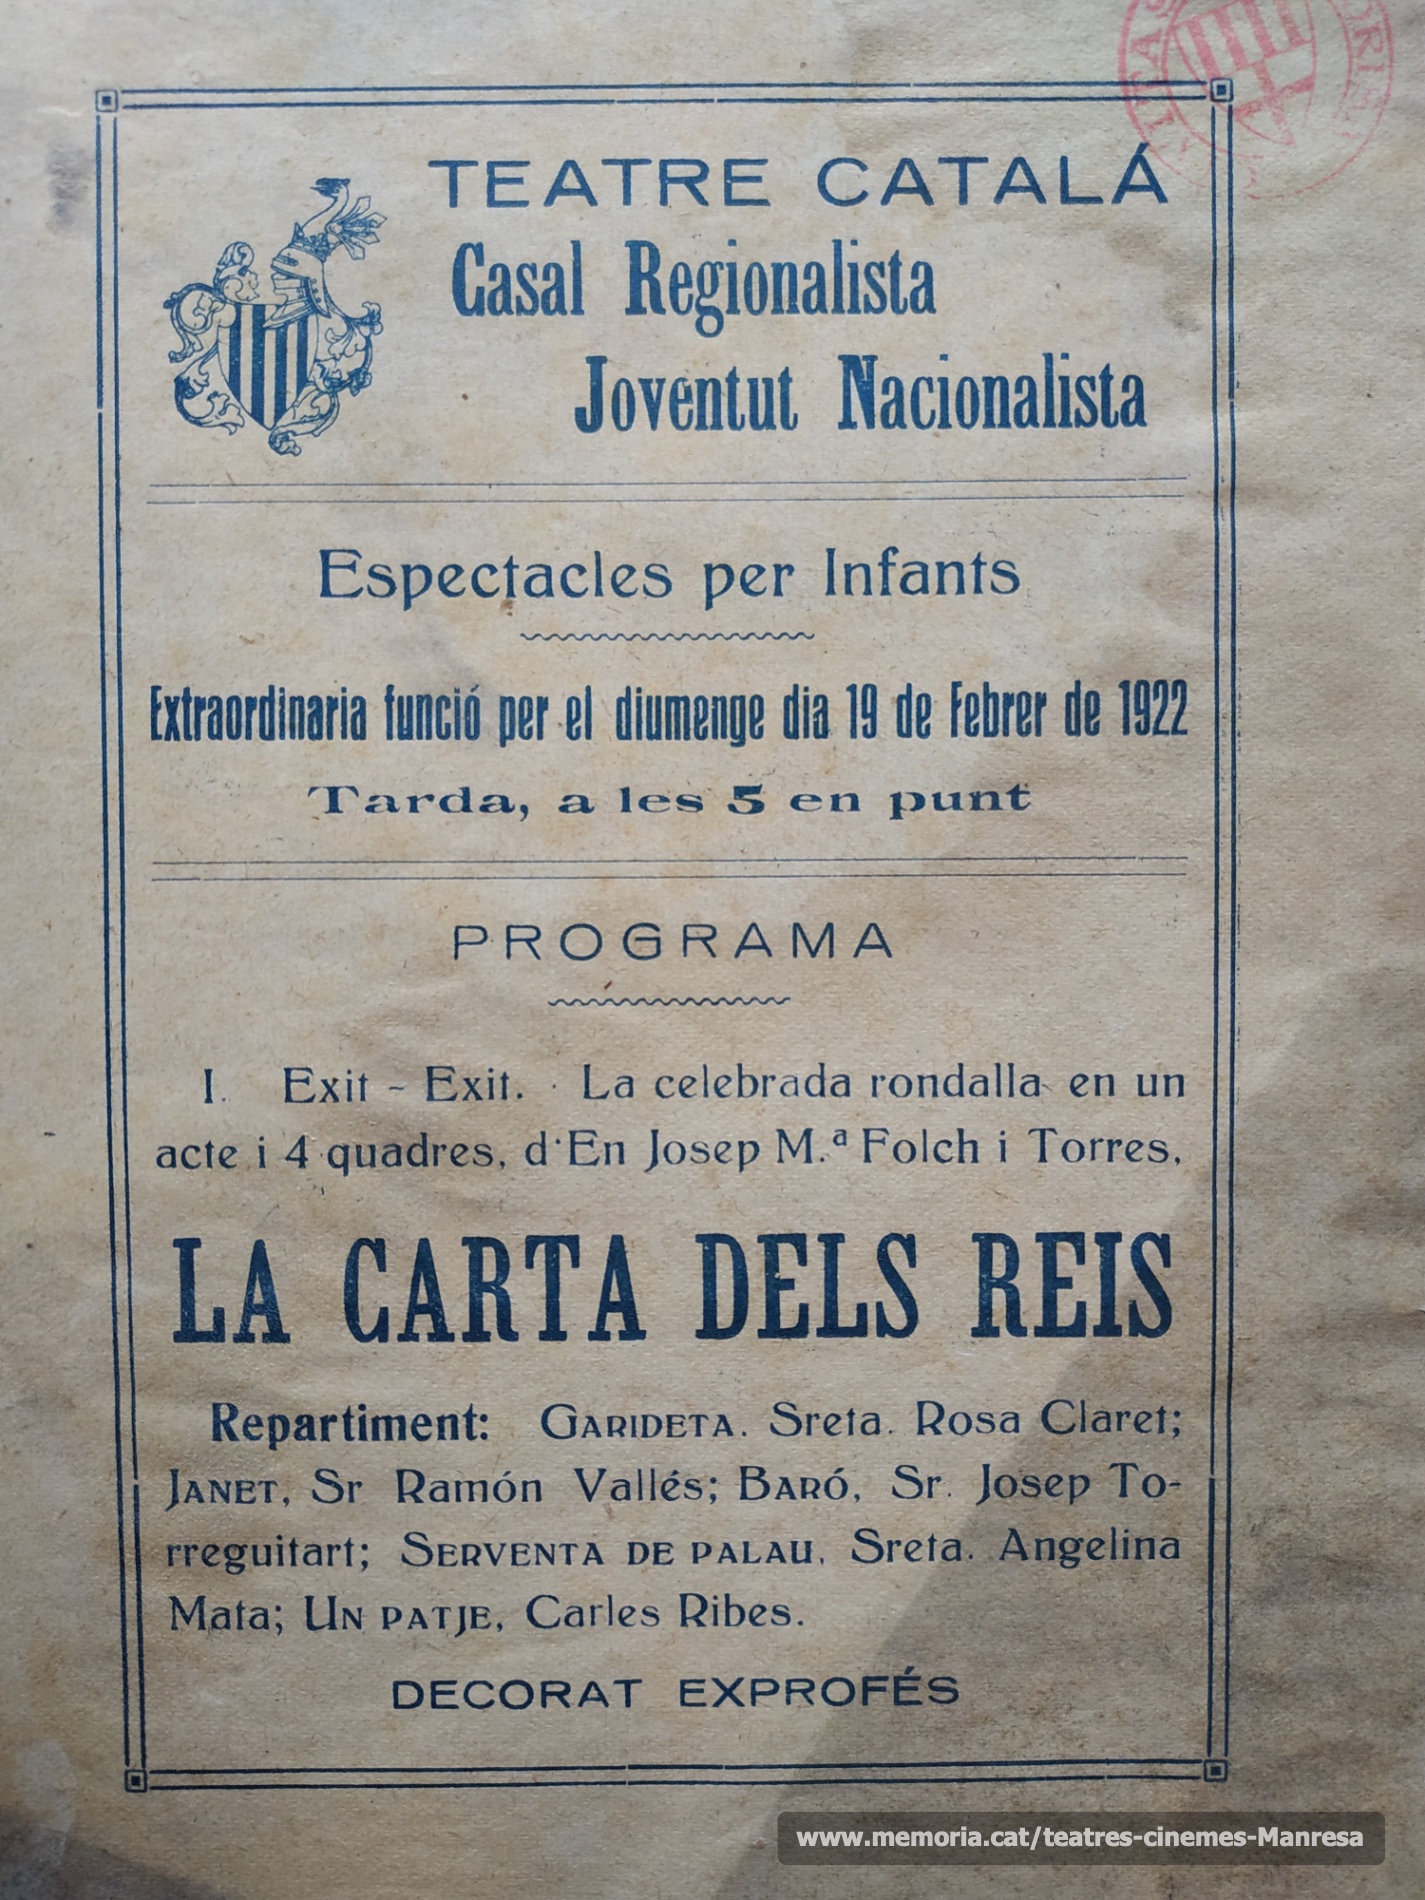 TEATRE CATALÁ
Casal Regionalista
Joventut Nacionalista
Espectacles per Infants
Extraordinaria funció per el diumenge dia 19 de Febrer de 1922
Tarda, a les 5 en punt
PROGRAMA
I. Exit - Exit. · La celebrada rondalla en un
acte i 4 quadres, d'En Josep M.ª Folch i Torres,
LA CARTA DELS REIS
Repartiment: GARIDETA. Sreta. Rosa Claret;
JANET, Sr Ramón Vallés; BARÓ, Sr. Josep To-
rreguitart; SERVENTA DE PALAU, Sreta. Angelina
Mata; UN PATJE, Carles Ribes.
DECORAT EXPROFÉS
www.memoria.cat/teatres-cinemes-Manresa